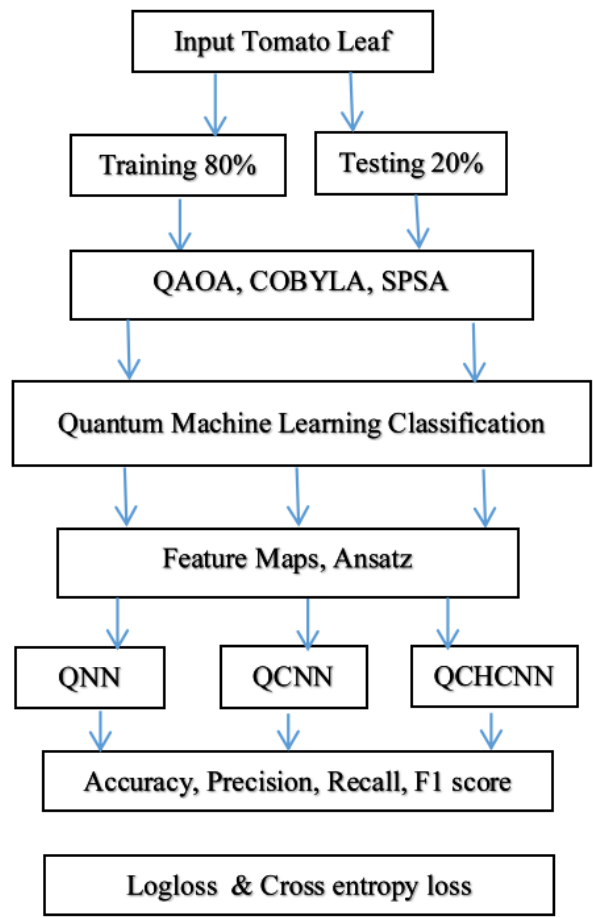 Input Tomato Leaf
Training 80%
Testing 20%
QAOA, COBYLA, SPSA
Quantum Machine Learning Classification
Feature Maps, Ansatz
QNN
QCNN
QCHCNN
Accuracy, Precision, Recall, F1 score
Logloss & Cross entropy loss